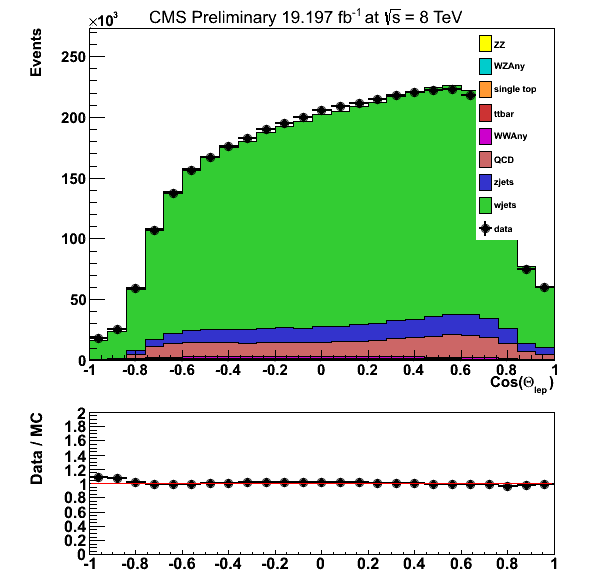 ×10³ CMS Preliminary 19.197 fb⁻¹ at √s = 8 TeV
Events
250
200
150
100
50
0
ZZ
WZAny
single top
ttbar
WWAny
QCD
zjets
wjets
data
-1 -0.8 -0.6 -0.4 -0.2 0 0.2 0.4 0.6 0.8 1
Cos(Θlep)
Data / MC
2
1.8
1.6
1.4
1.2
1
0.8
0.6
0.4
0.2
0
-1 -0.8 -0.6 -0.4 -0.2 0 0.2 0.4 0.6 0.8 1